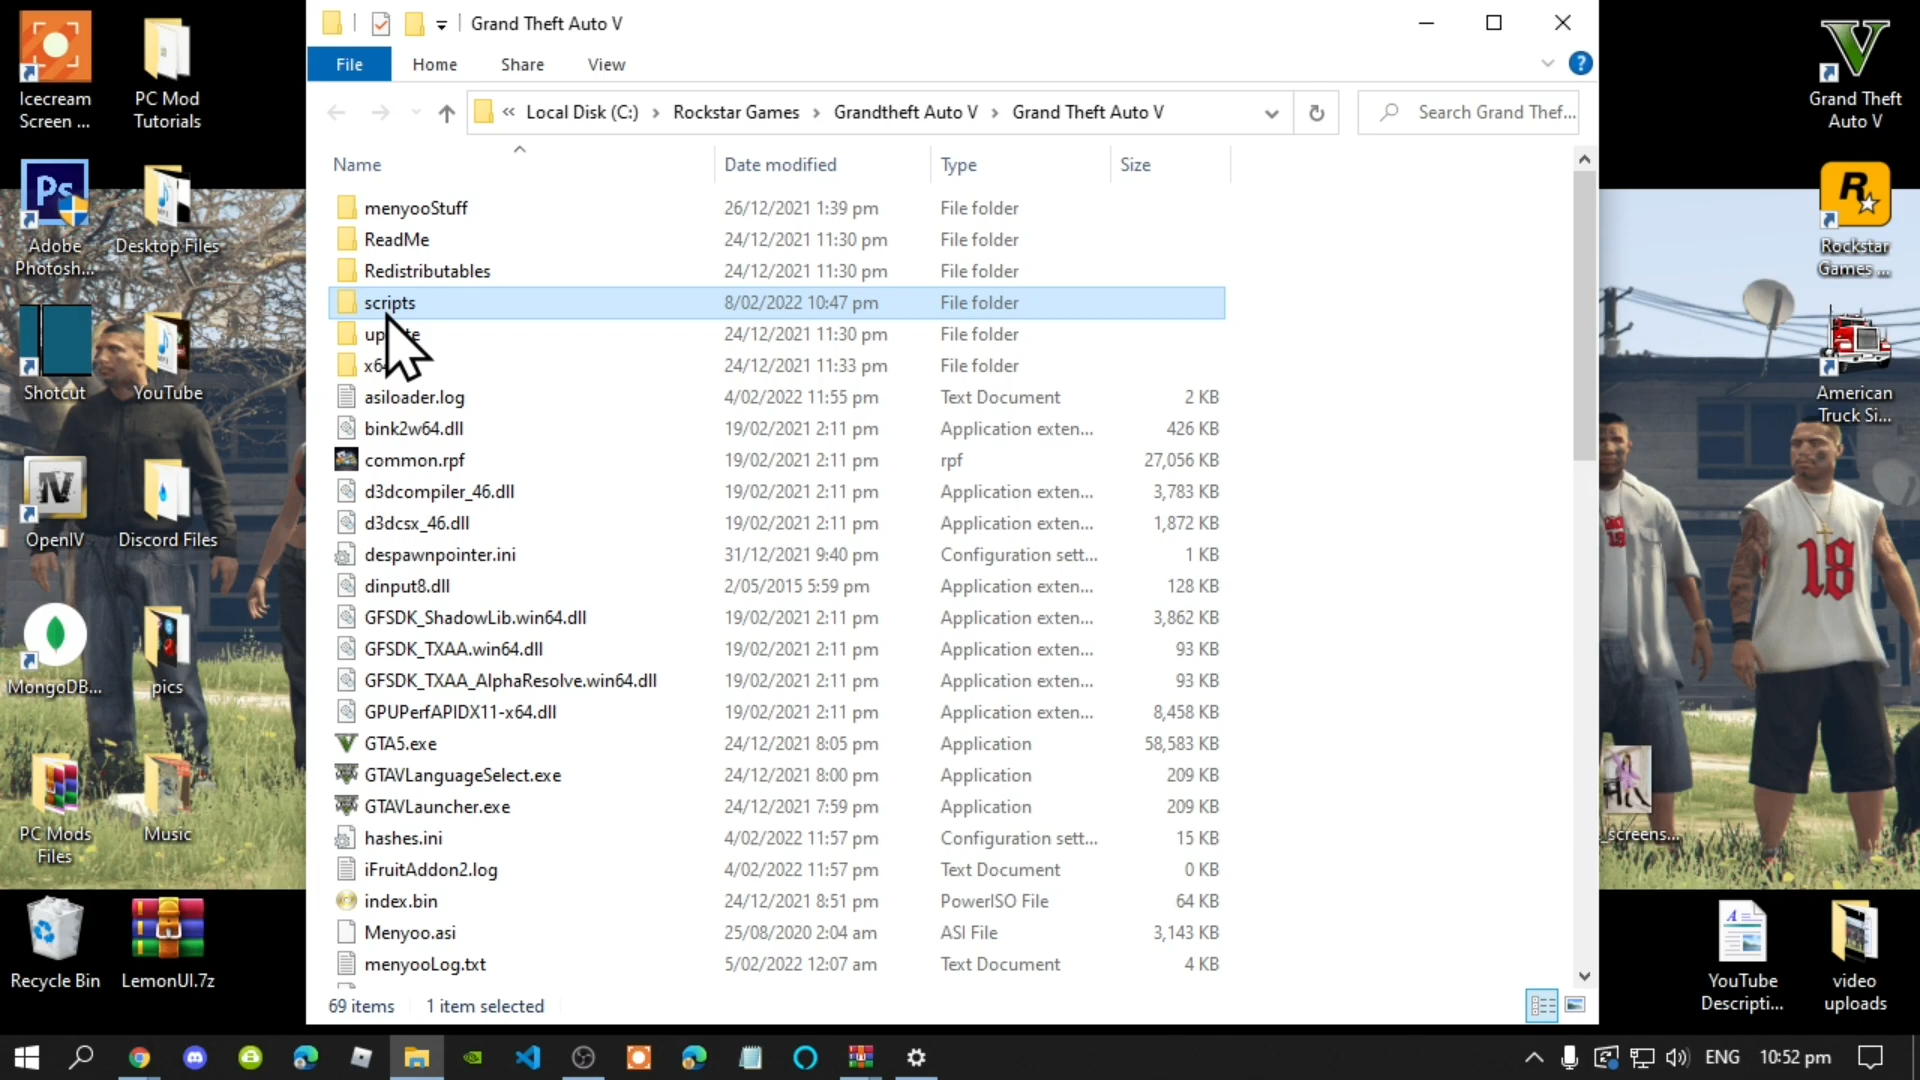 Grand Theft Auto V
File
Home
Share
View
« Local Disk (C:) › Rockstar Games › Grandtheft Auto V › Grand Theft Auto V
Search Grand Thef...
Name
Date modified
Type
Size
menyooStuff 26/12/2021 1:39 pm File folder
ReadMe 24/12/2021 11:30 pm File folder
Redistributables 24/12/2021 11:30 pm File folder
scripts 8/02/2022 10:47 pm File folder
24/12/2021 11:30 pm File folder
24/12/2021 11:33 pm File folder
asiloader.log 4/02/2022 11:55 pm Text Document 2 KB
bink2w64.dll 19/02/2021 2:11 pm Application exten... 426 KB
common.rpf 19/02/2021 2:11 pm rpf 27,056 KB
d3dcompiler_46.dll 19/02/2021 2:11 pm Application exten... 3,783 KB
d3dcsx_46.dll 19/02/2021 2:11 pm Application exten... 1,872 KB
despawnpointer.ini 31/12/2021 9:40 pm Configuration sett... 1 KB
dinput8.dll 2/05/2015 5:59 pm Application exten... 128 KB
GFSDK_ShadowLib.win64.dll 19/02/2021 2:11 pm Application exten... 3,862 KB
GFSDK_TXAA.win64.dll 19/02/2021 2:11 pm Application exten... 93 KB
GFSDK_TXAA_AlphaResolve.win64.dll 19/02/2021 2:11 pm Application exten... 93 KB
GPUPerfAPIDX11-x64.dll 19/02/2021 2:11 pm Application exten... 8,458 KB
GTA5.exe 24/12/2021 8:05 pm Application 58,583 KB
GTAVLanguageSelect.exe 24/12/2021 8:00 pm Application 209 KB
GTAVLauncher.exe 24/12/2021 7:59 pm Application 209 KB
hashes.ini 4/02/2022 11:57 pm Configuration sett... 15 KB
iFruitAddon2.log 4/02/2022 11:57 pm Text Document 0 KB
index.bin 24/12/2021 8:51 pm PowerISO File 64 KB
Menyoo.asi 25/08/2020 2:04 am ASI File 3,143 KB
menyooLog.txt 5/02/2022 12:07 am Text Document 4 KB
69 items
1 item selected
Icecream
Screen ...
PC Mod
Tutorials
Ps
Adobe
Photosh...
Desktop Files
Shotcut
YouTube
IV
OpenIV
Discord Files
MongoDB...
pics
PC Mods
Files
Music
Recycle Bin
LemonUI.7z
Grand Theft
Auto V
R
Rockstar
Games ...
American
Truck Si...
18
_screens...
YouTube
Descripti...
video
uploads
ENG
10:52 pm